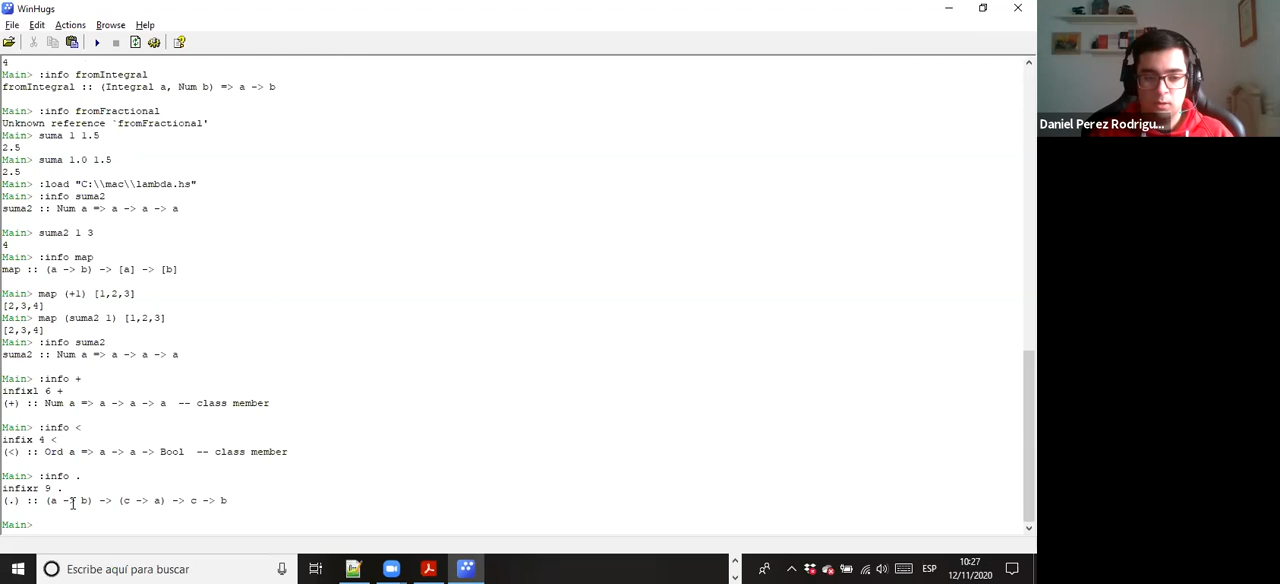 WinHugs
File Edit Actions Browse Help
4
Main> :info fromIntegral
fromIntegral :: (Integral a, Num b) => a -> b
Main> :info fromFractional
Unknown reference `fromFractional'
Main> suma 1 1.5
2.5
Main> suma 1.0 1.5
2.5
Main> :load "C:\\mac\\lambda.hs"
Main> :info suma2
suma2 :: Num a => a -> a -> a
Main> suma2 1 3
4
Main> :info map
map :: (a -> b) -> [a] -> [b]
Main> map (+1) [1,2,3]
[2,3,4]
Main> map (suma2 1) [1,2,3]
[2,3,4]
Main> :info suma2
suma2 :: Num a => a -> a -> a
Main> :info +
infixl 6 +
(+) :: Num a => a -> a -> a -- class member
Main> :info <
infix 4 <
(<) :: Ord a => a -> a -> Bool -- class member
Main> :info .
infixr 9 .
(.) :: (a -> b) -> (c -> a) -> c -> b
Main>
Daniel Perez Rodrigu...
Escribe aquí para buscar
ESP
10:27
12/11/2020